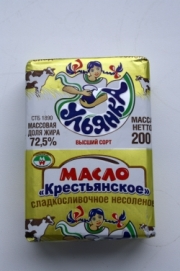 Ульянка
СТБ 1890
МАССОВАЯ
ДОЛЯ ЖИРА
72,5%
ВЫСШИЙ СОРТ
МАССА
НЕТТО
200
МАСЛО
«Крестьянское»
сладкосливочное несоленое